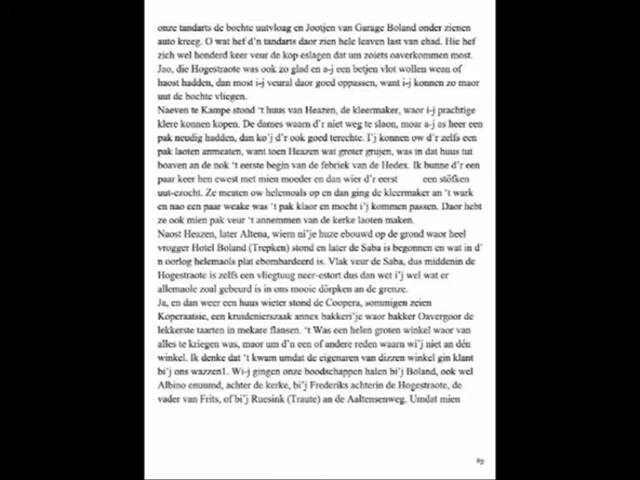 onze tandarts de bochte uutvloag en Jootjen van Garage Boland onder zienen
auto kreeg. O wat hef d’n tandarts daor zien hele leaven last van ehad. Hie hef
zich wel honderd keer veur de kop eslagen dat um zoiets oaverkommen most.
Jao, die Hogestraote was ook zo glad en a-j een betjen vlot wollen wean of
haost hadden, dan most i-j veural daor goed oppassen, want i-j konnen zo maor
uut de bochte vliegen.
Naeven te Kampe stond ‘t huus van Heazen, de kleermaker, waor i-j prachtige
klere konnen kopen. De dames waarn d’r niet weg te slaon, moar a-j as heer een
pak neudig hadden, dan ko’j d’r ook goed terechte. I’j konnen ow d’r zelfs een
pak laoten anmeaten, want toen Heazen wat groter grujen, was in dat huus tut
boaven an de nok ‘t eerste begin van de febriek van de Hedex. Ik bunne d’r een
paar keer hen ewest met mien moeder en dan wier d’r eerst een stöfken
uut-ezocht. Ze meaten ow helemoals op en dan ging de kleermaker an ‘t wark
en nao een paar weake was ‘t pak klaor en mocht i’j kommen passen. Daor hebt
ze ook mien pak veur ‘t annemmen van de kerke laoten maken.
Naost Heazen, later Altena, wiern ni’je huze ebouwd op de grond waor heel
vrogger Hotel Boland (Trepken) stond en later de Saba is begonnen en wat in d’
n oorlog helemaols plat ebombardeerd is. Vlak veur de Saba, dus middenin de
Hogestraote is zelfs een vliegtuug neer-estort dus dan wet i’j wel wat er
allemaole zoal gebeurd is in ons mooie dörpken an de grenze.
Ja, en dan weer een huus wieter stond de Coopera, sommigen zeien
Koperaatsie, een kruidenierszaak annex bakkeri’je waor bakker Oavergoor de
lekkerste taarten in mekare flansen. ‘t Was een helen groten winkel waor van
alles te kriegen was, maor um d’n een of andere reden waarn wi’j niet an dén
winkel. Ik denke dat ‘t kwam umdat de eigenaren van dizzen winkel gin klant
bi’j ons wazzen1. Wi-j gingen onze boodschappen halen bi’j Boland, ook wel
Albino enuumd, achter de kerke, bi’j Frederiks achterin de Hogestraote, de
vader van Frits, of bi’j Ruesink (Traute) an de Aaltensenweg. Umdat mien
83